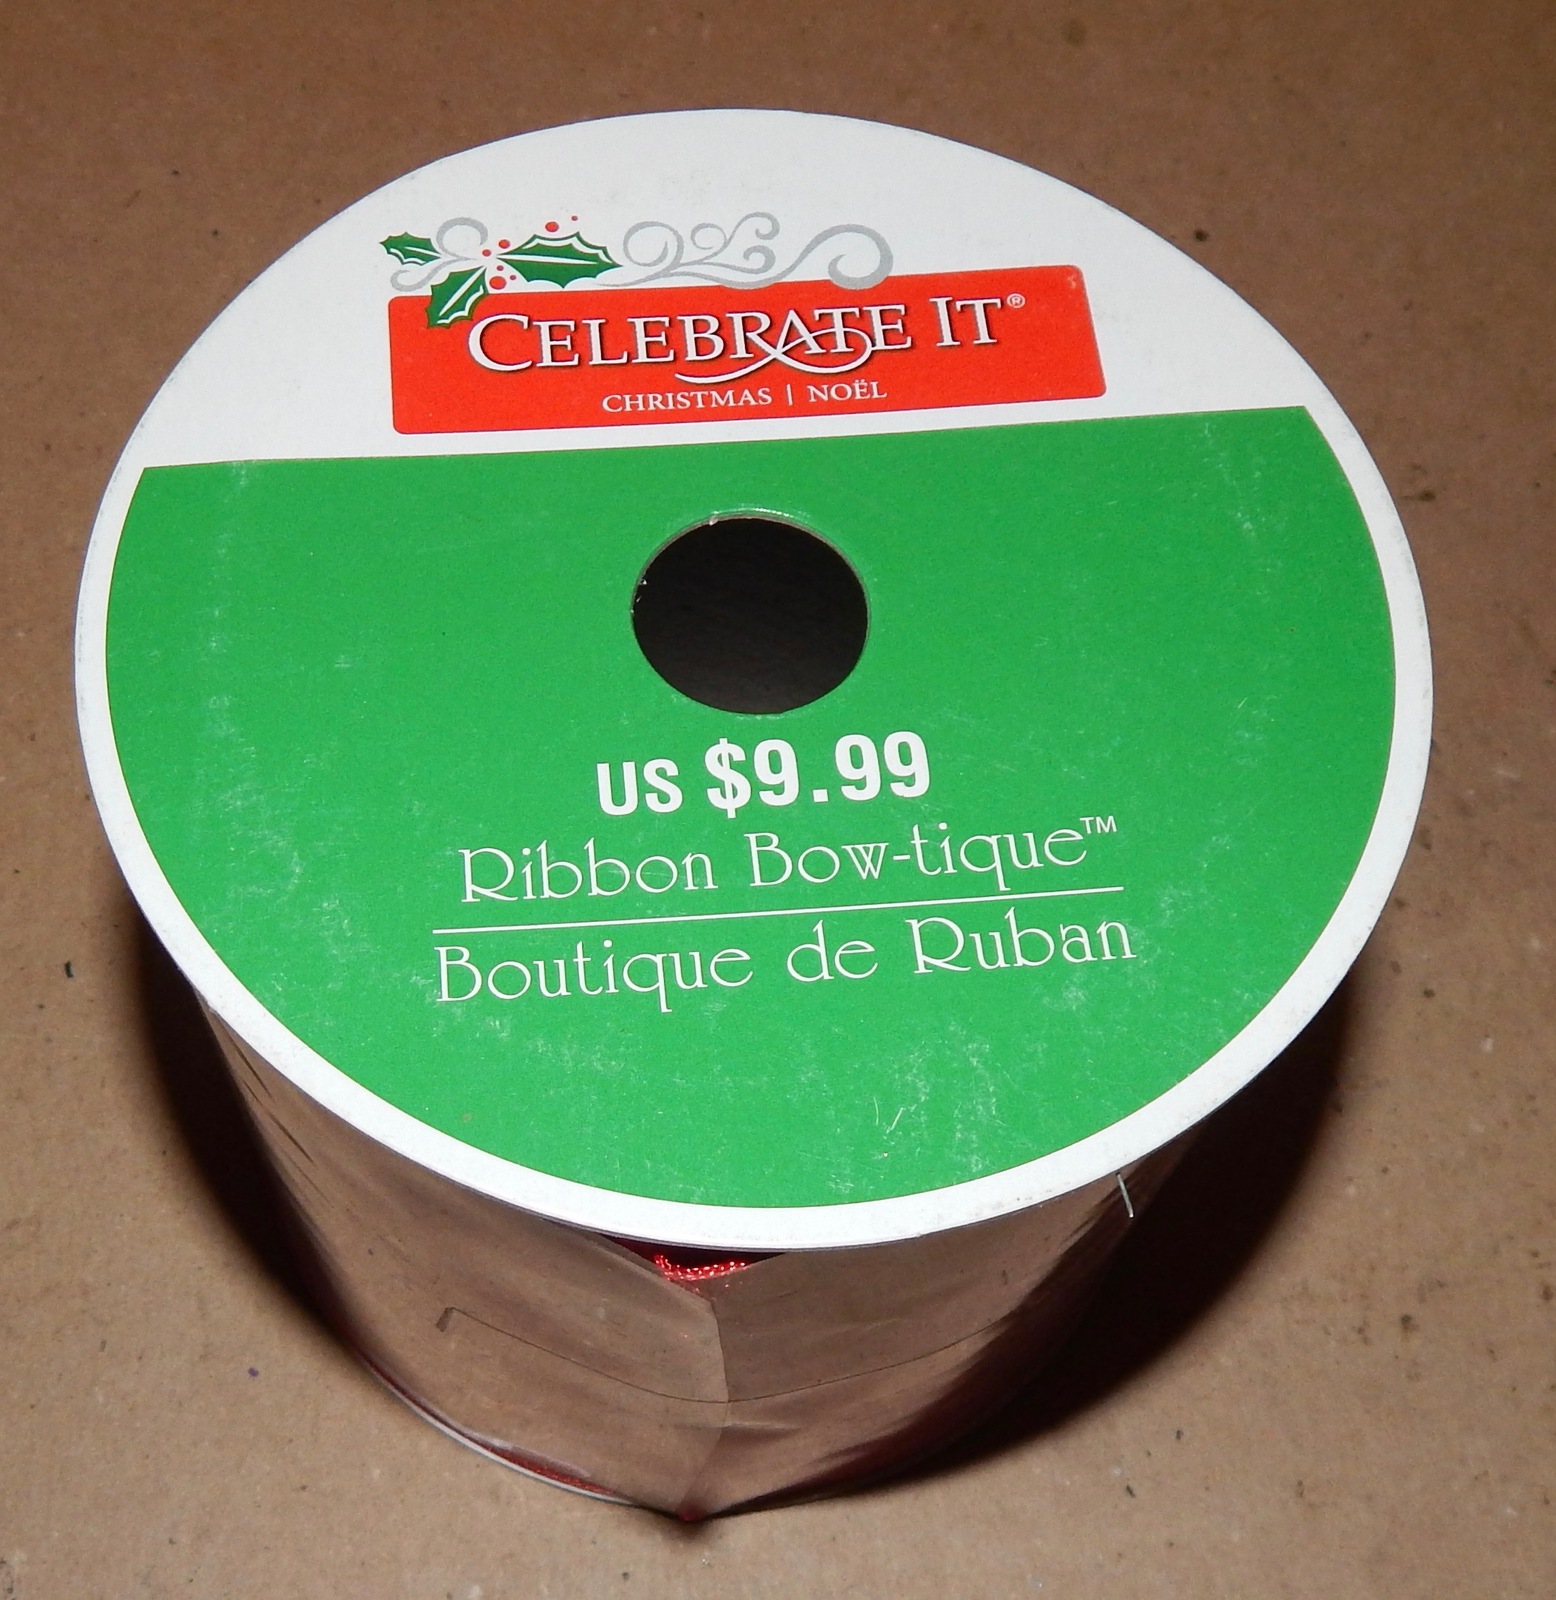 CELEBRATE IT®
CHRISTMAS | NOËL
US $9.99
Ribbon Bow-tique™
Boutique de Ruban